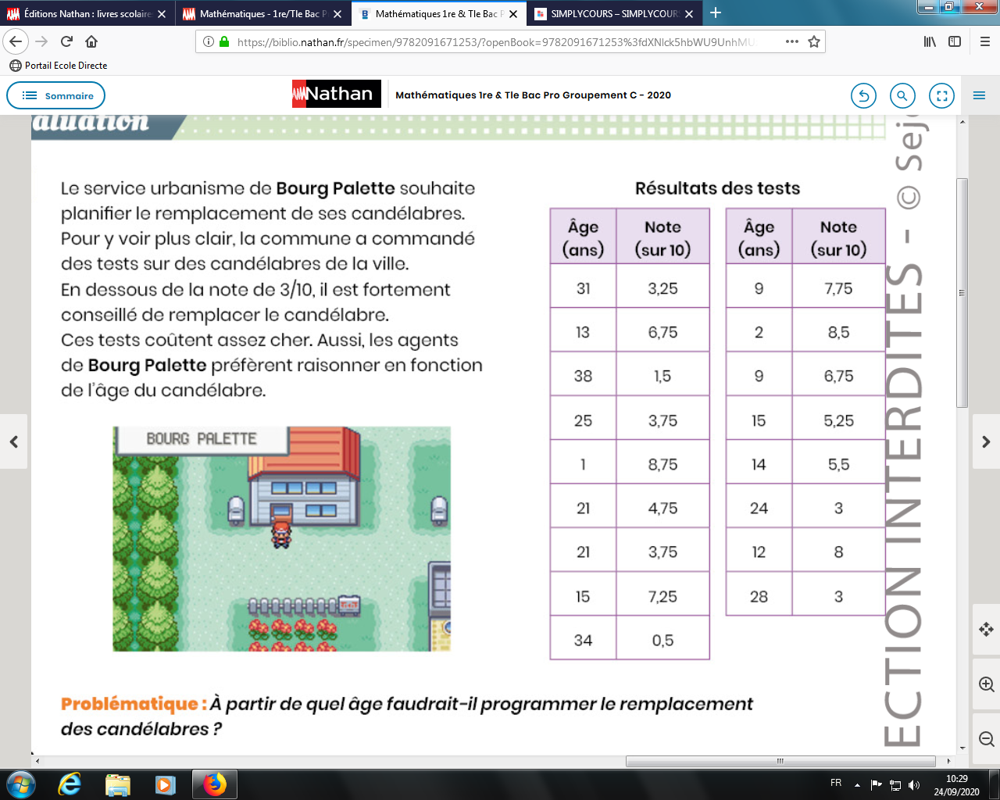 Éditions Nathan : livres scolaire
Mathématiques - 1re/Tle Bac P
Mathématiques 1re & Tle Bac P
SIMPLYCOURS – SIMPLYCOURS
https://biblio.nathan.fr/specimen/9782091671253/?openBook=9782091671253%3fdXNlck5hbWU9UnhMU
Portail Ecole Directe
Sommaire
Nathan
Mathématiques 1re & Tle Bac Pro Groupement C - 2020
aluation
Le service urbanisme de Bourg Palette souhaite
planifier le remplacement de ses candélabres.
Pour y voir plus clair, la commune a commandé
des tests sur des candélabres de la ville.
En dessous de la note de 3/10, il est fortement
conseillé de remplacer le candélabre.
Ces tests coûtent assez cher. Aussi, les agents
de Bourg Palette préfèrent raisonner en fonction
de l'âge du candélabre.
BOURG PALETTE
Résultats des tests
Âge (ans) Note (sur 10)
31 3,25
13 6,75
38 1,5
25 3,75
1 8,75
21 4,75
21 3,75
15 7,25
34 0,5
Âge (ans) Note (sur 10)
9 7,75
2 8,5
9 6,75
15 5,25
14 5,5
24 3
12 8
28 3
ECTION INTERDITES - © Sej
Problématique : À partir de quel âge faudrait-il programmer le remplacement
des candélabres ?
FR
10:29
24/09/2020